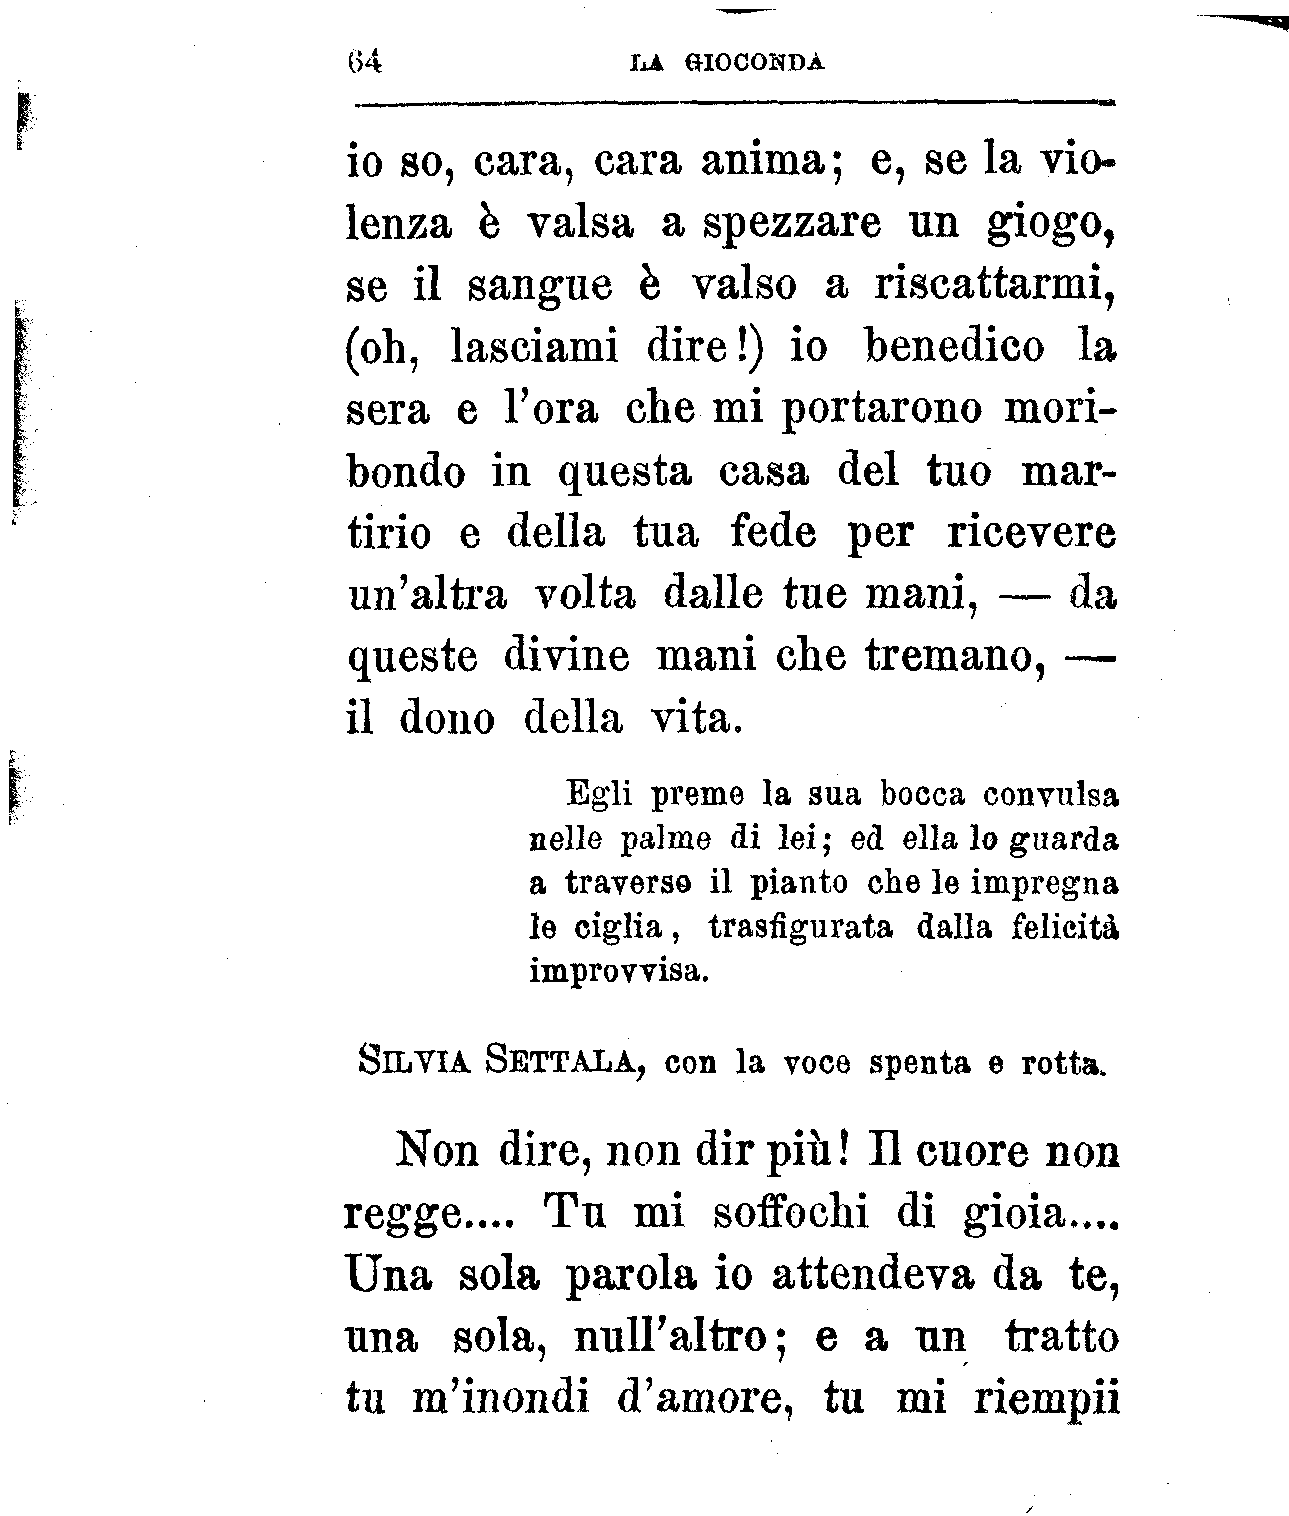 64 LA GIOCONDA
io so, cara, cara anima; e, se la vio-
lenza è valsa a spezzare un giogo,
se il sangue è valso a riscattarmi,
(oh, lasciami dire!) io benedico la
sera e l'ora che mi portarono mori-
bondo in questa casa del tuo mar-
tirio e della tua fede per ricevere
un'altra volta dalle tue mani, — da
queste divine mani che tremano, —
il dono della vita.
Egli preme la sua bocca convulsa
nelle palme di lei; ed ella lo guarda
a traverso il pianto che le impregna
le ciglia, trasfigurata dalla felicità
improvvisa.
SILVIA SETTALA, con la voce spenta e rotta.
Non dire, non dir più! Il cuore non
regge.... Tu mi soffochi di gioia....
Una sola parola io attendeva da te,
una sola, null'altro; e a un tratto
tu m'inondi d'amore, tu mi riempii